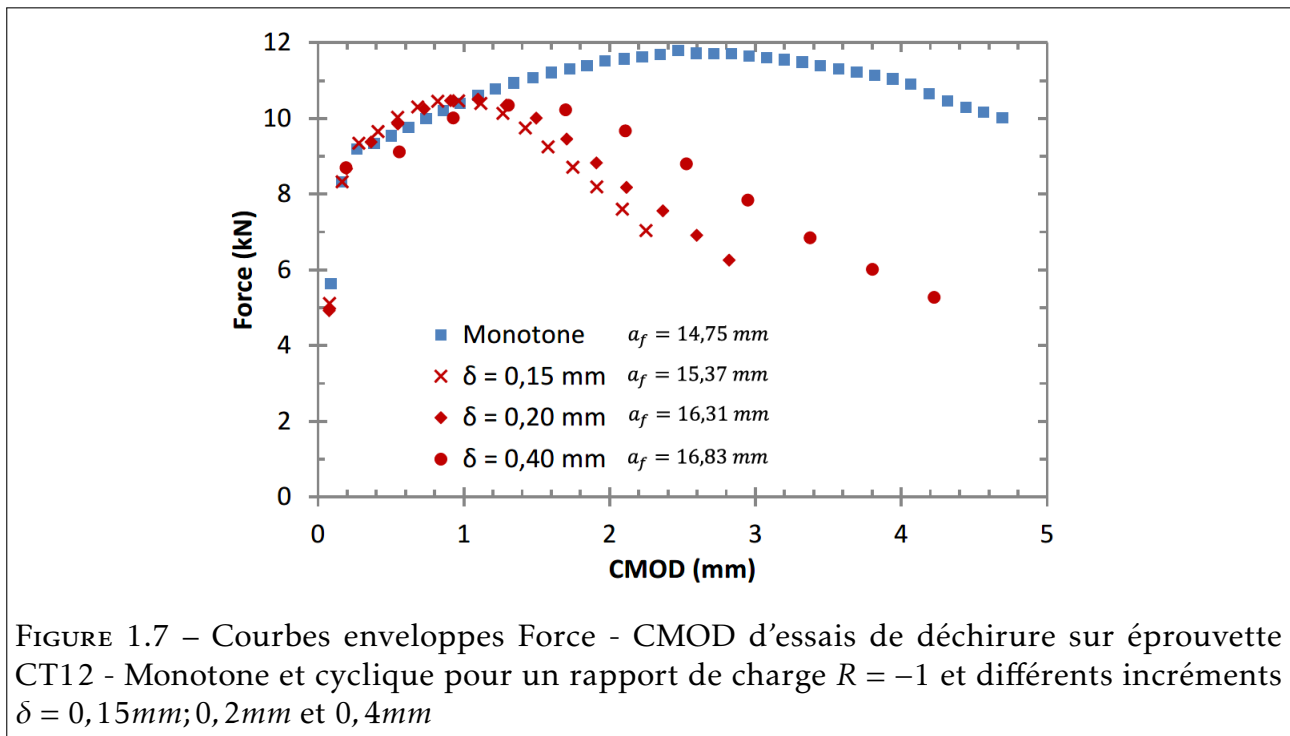 12
10
8
6
4
2
0
Force (kN)
Monotone a_f = 14,75 mm
δ = 0,15 mm a_f = 15,37 mm
δ = 0,20 mm a_f = 16,31 mm
δ = 0,40 mm a_f = 16,83 mm
0 1 2 3 4 5
CMOD (mm)
FIGURE 1.7 – Courbes enveloppes Force - CMOD d'essais de déchirure sur éprouvette
CT12 - Monotone et cyclique pour un rapport de charge R = −1 et différents incréments
δ = 0,15mm; 0,2mm et 0,4mm